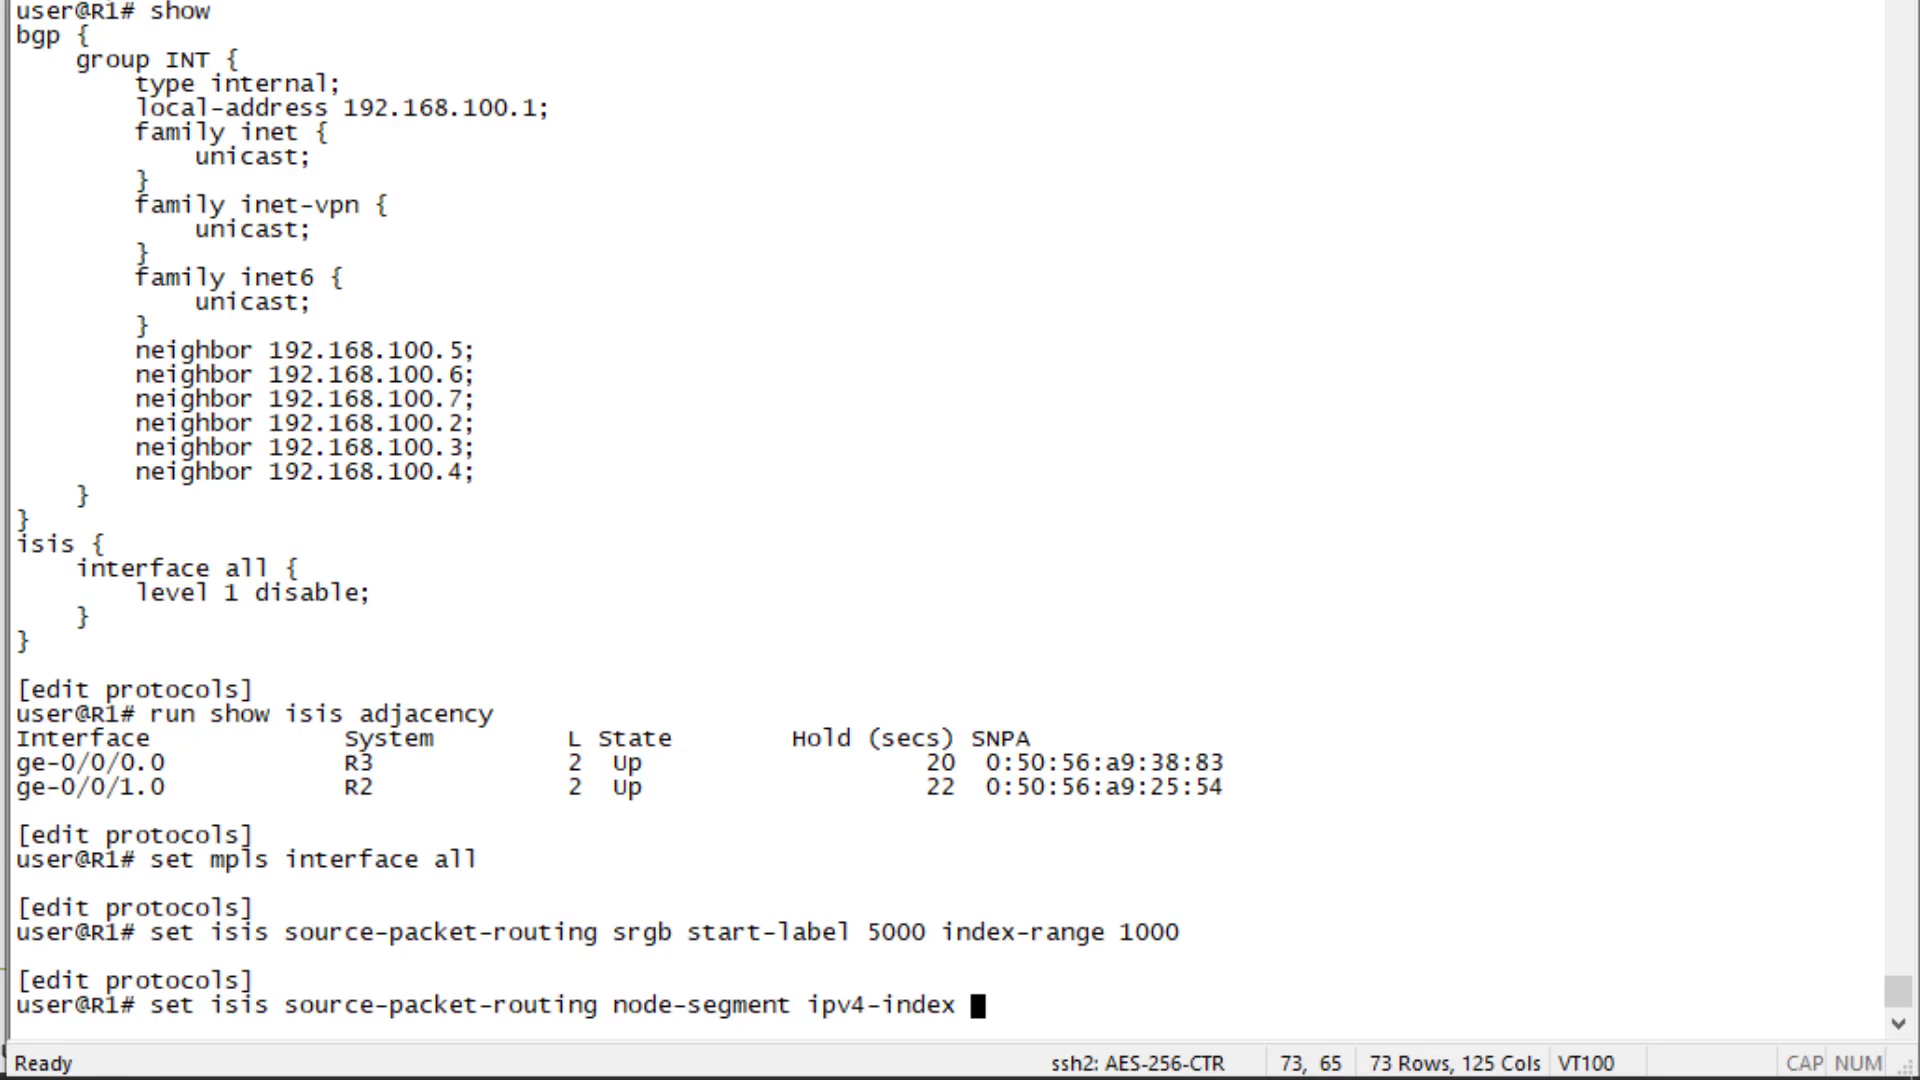 user@R1# show
bgp {
    group INT {
        type internal;
        local-address 192.168.100.1;
        family inet {
            unicast;
        }
        family inet-vpn {
            unicast;
        }
        family inet6 {
            unicast;
        }
        neighbor 192.168.100.5;
        neighbor 192.168.100.6;
        neighbor 192.168.100.7;
        neighbor 192.168.100.2;
        neighbor 192.168.100.3;
        neighbor 192.168.100.4;
    }
}
isis {
    interface all {
        level 1 disable;
    }
}
[edit protocols]
user@R1# run show isis adjacency
Interface             System         L State        Hold (secs) SNPA
ge-0/0/0.0            R3             2  Up                   20  0:50:56:a9:38:83
ge-0/0/1.0            R2             2  Up                   22  0:50:56:a9:25:54
[edit protocols]
user@R1# set mpls interface all
[edit protocols]
user@R1# set isis source-packet-routing srgb start-label 5000 index-range 1000
[edit protocols]
user@R1# set isis source-packet-routing node-segment ipv4-index
Ready ssh2: AES-256-CTR 73, 65 73 Rows, 125 Cols VT100 CAP NUM